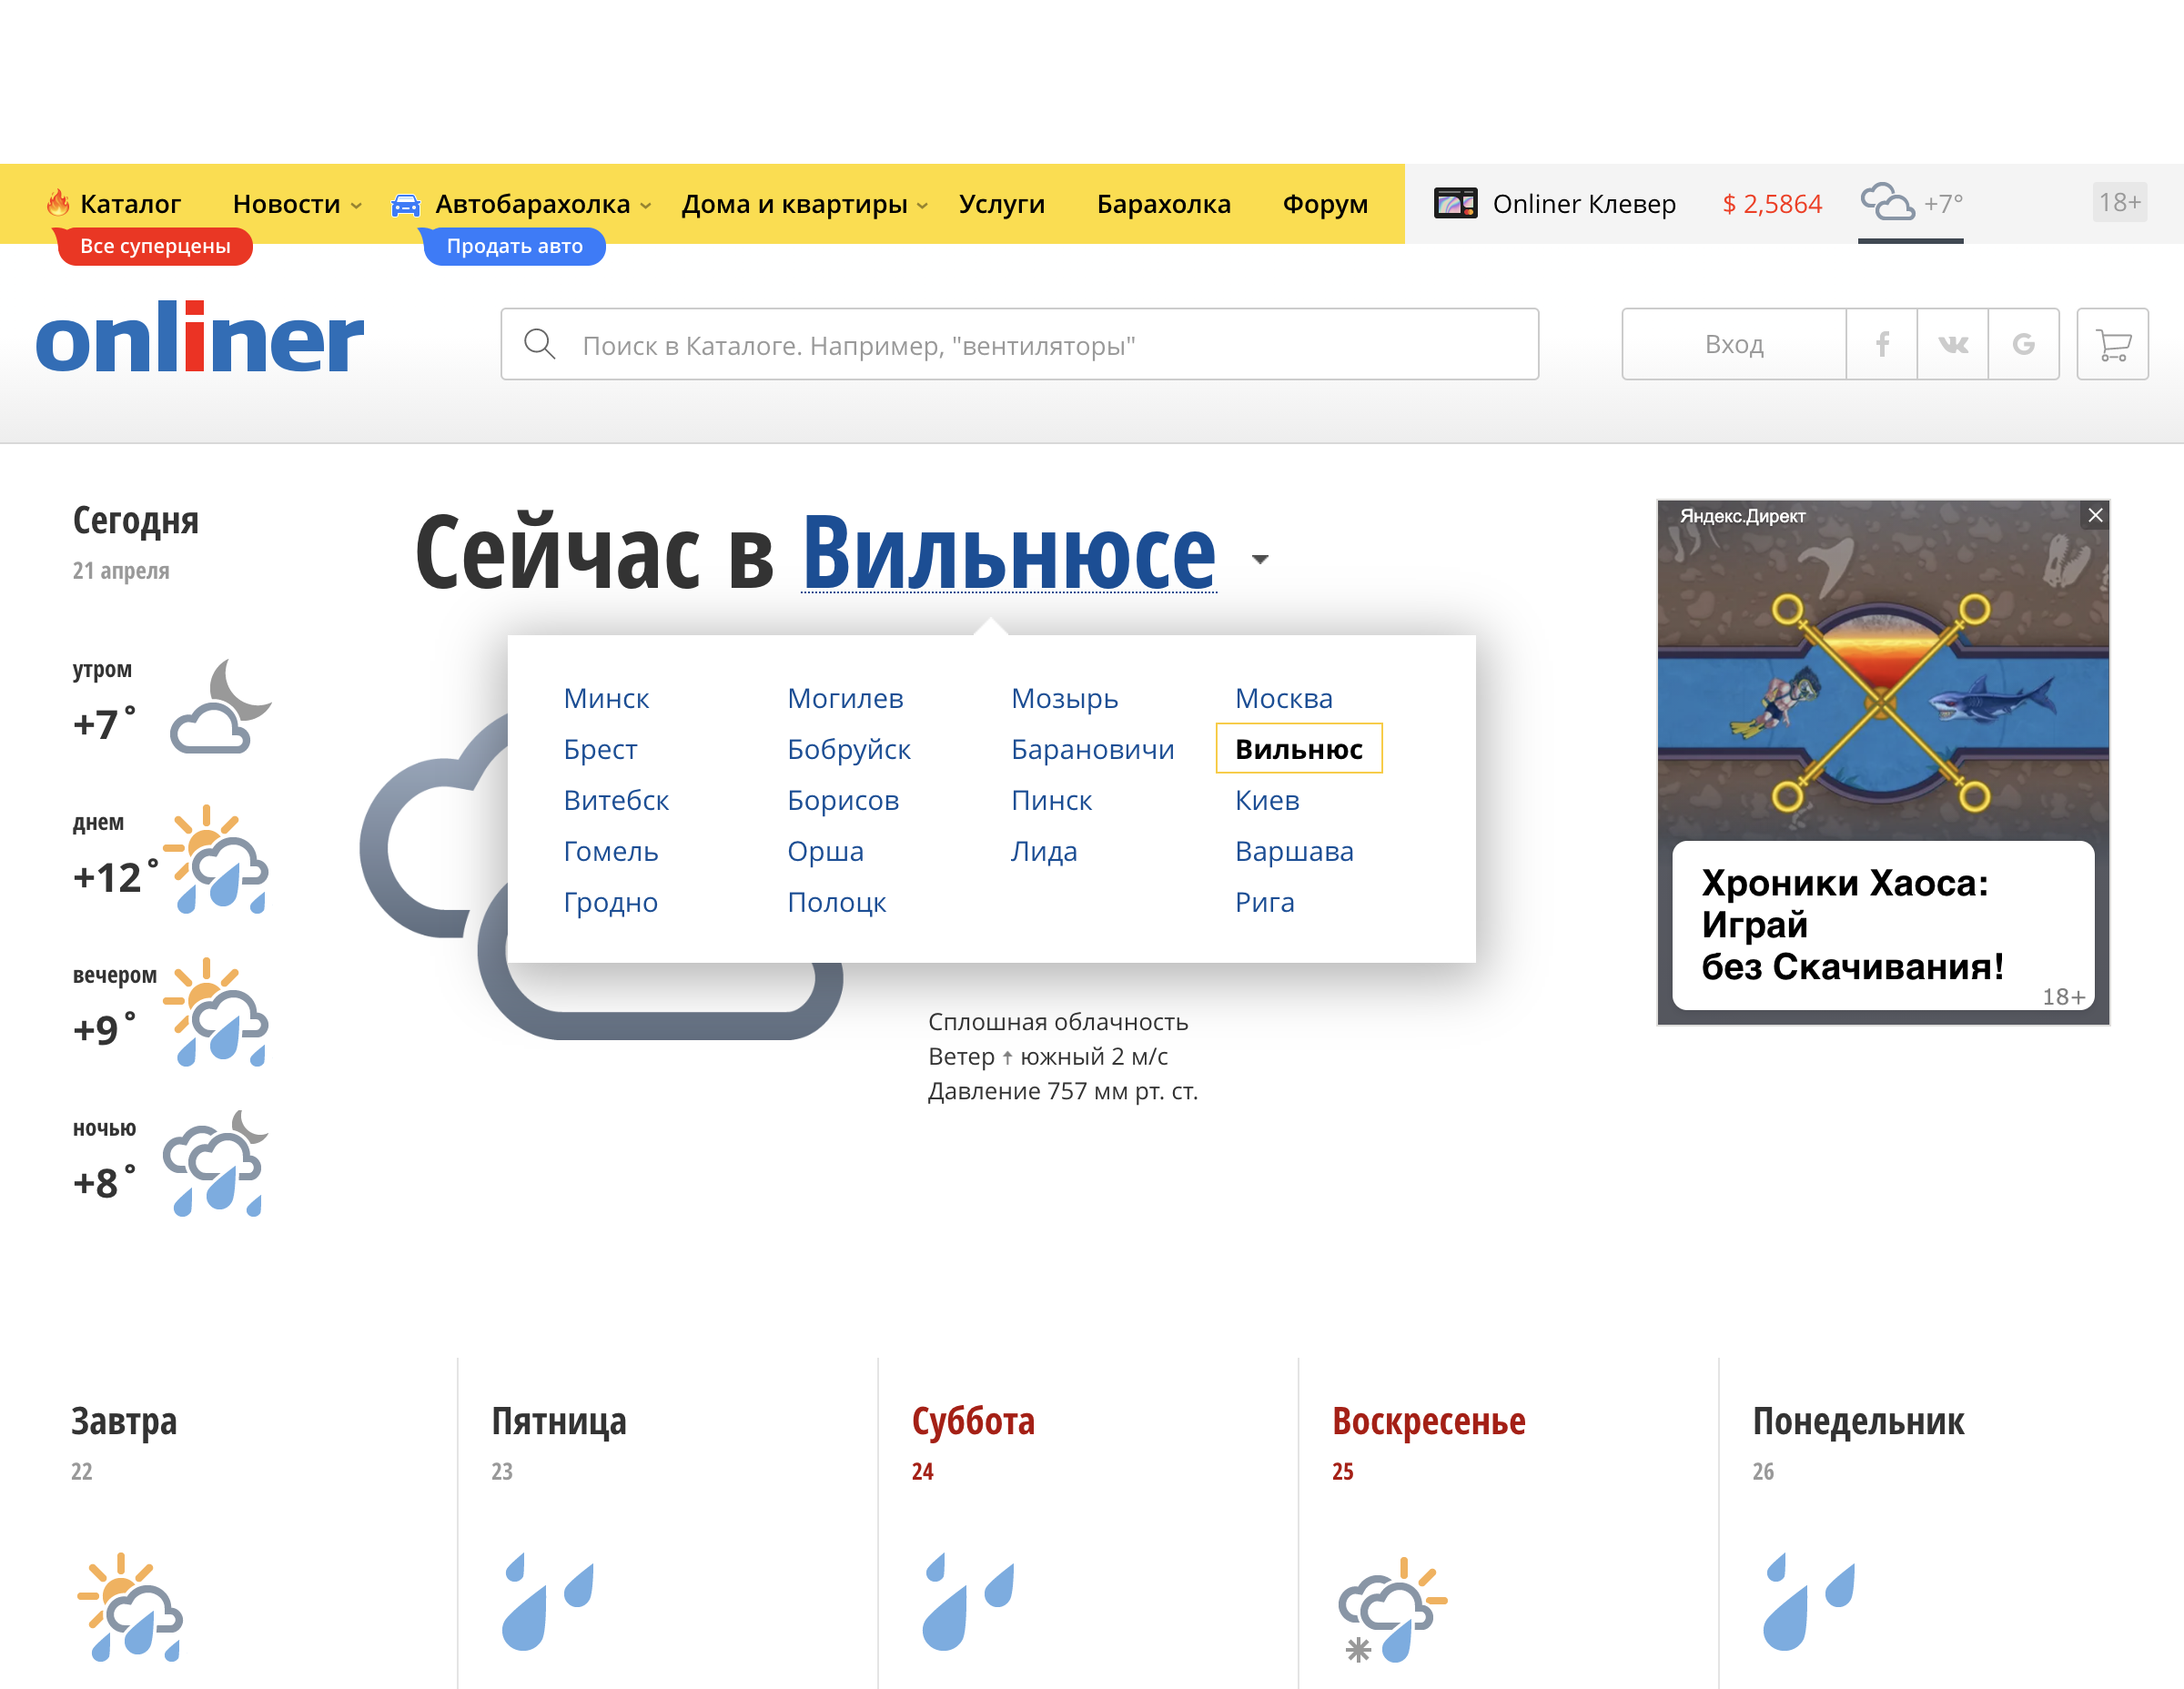 Каталог Новости Автобарахолка Дома и квартиры Услуги Барахолка Форум Onliner Клевер $ 2,5864 +7° 18+
Все суперцены Продать авто
onliner Поиск в Каталоге. Например, "вентиляторы" Вход
Сегодня
21 апреля
утром
+7°
днем
+12°
вечером
+9°
ночью
+8°
Сейчас в Вильнюсе
Минск Могилев Мозырь Москва
Брест Бобруйск Барановичи Вильнюс
Витебск Борисов Пинск Киев
Гомель Орша Лида Варшава
Гродно Полоцк Рига
Сплошная облачность
Ветер ↑ южный 2 м/с
Давление 757 мм рт. ст.
Яндекс.Директ
Хроники Хаоса:
Играй
без Скачивания!
18+
Завтра Пятница Суббота Воскресенье Понедельник
22 23 24 25 26